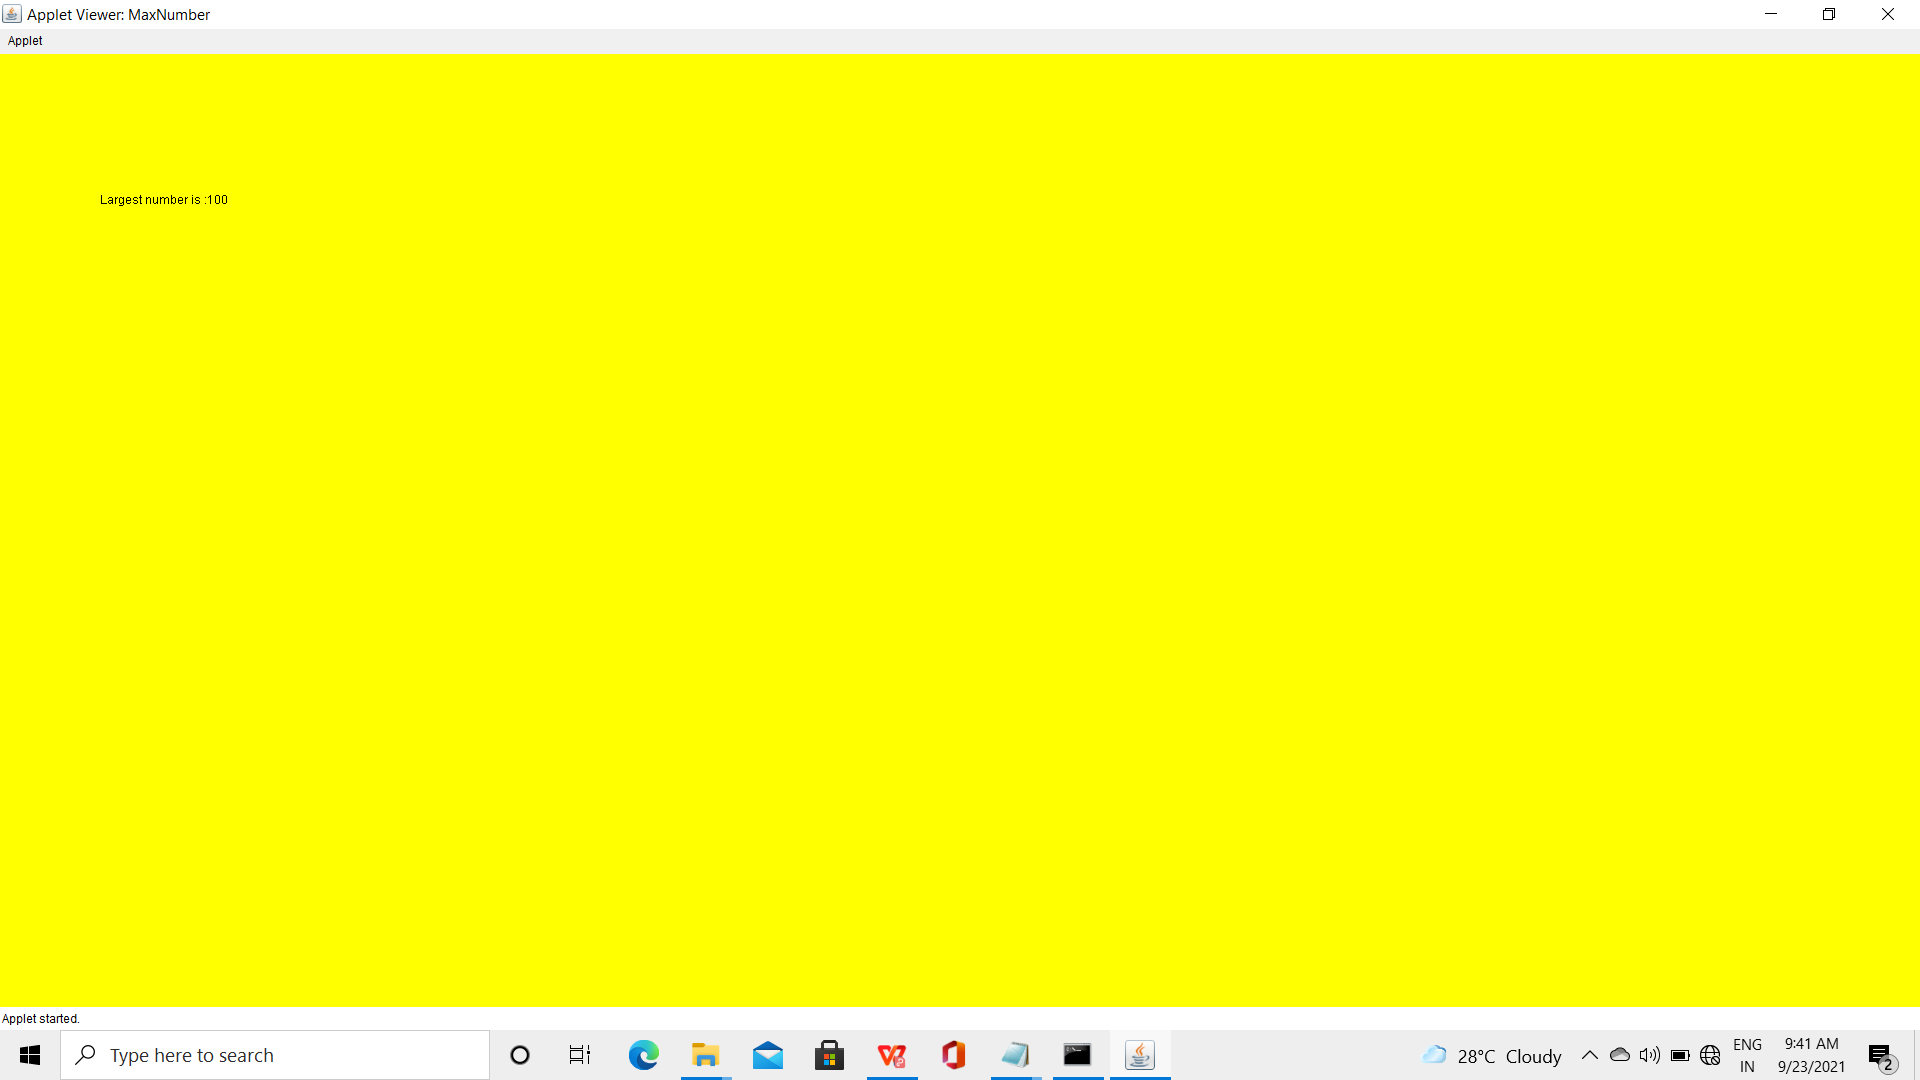 Applet Viewer: MaxNumber
Applet
Largest number is :100
Applet started.
Type here to search
28°C Cloudy
ENG
IN
9:41 AM
9/23/2021
2